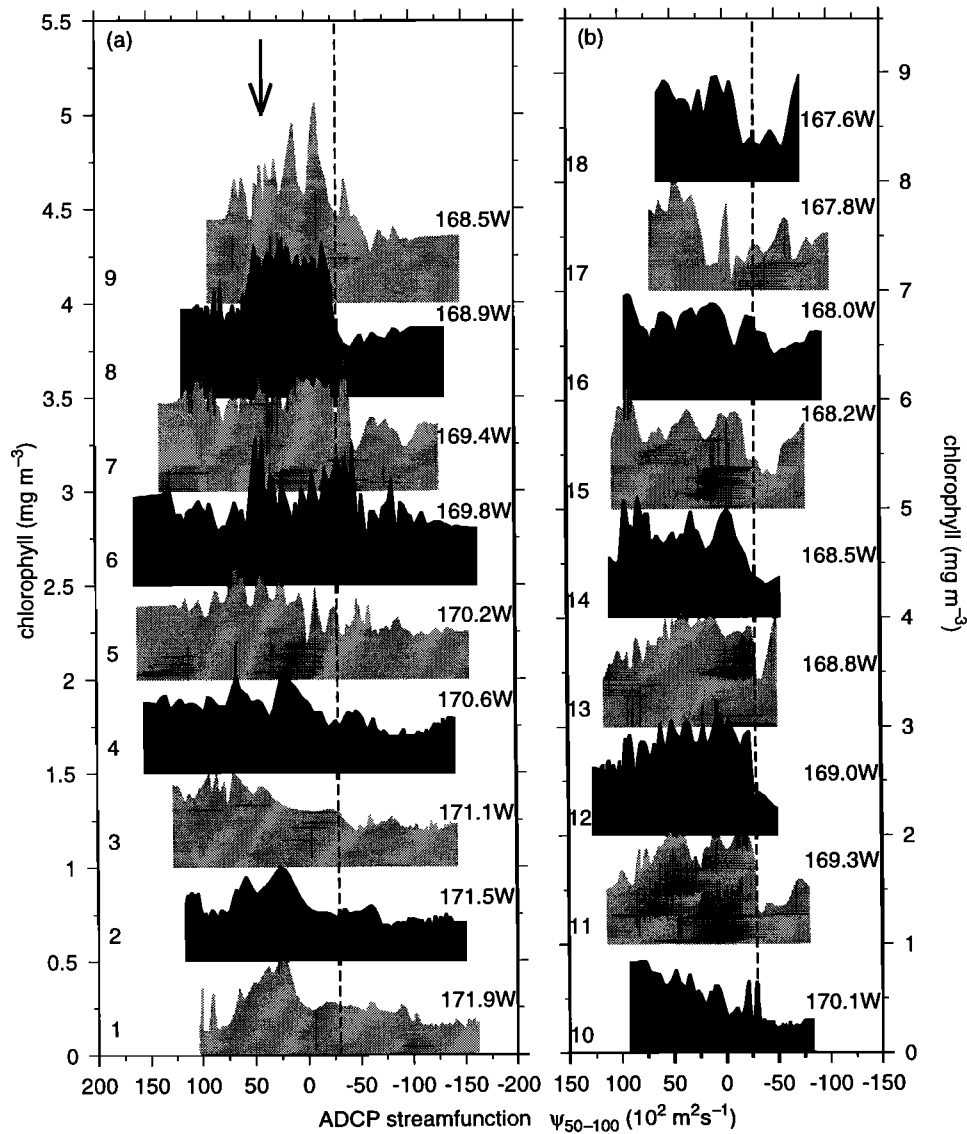 (a)
5.5
5
4.5
4
3.5
3
2.5
2
1.5
1
0.5
0
chlorophyll (mg m⁻³)
168.5W
9
168.9W
8
169.4W
7
169.8W
6
170.2W
5
170.6W
4
171.1W
3
171.5W
2
171.9W
1
200 150 100 50 0 -50 -100 -150 -200
(b)
9
8
7
6
5
4
3
2
1
0
chlorophyll (mg m⁻³)
167.6W
18
167.8W
17
168.0W
16
168.2W
15
168.5W
14
168.8W
13
169.0W
12
169.3W
11
170.1W
10
150 100 50 0 -50 -100 -150
ADCP streamfunction ψ₅₀₋₁₀₀ (10² m²s⁻¹)